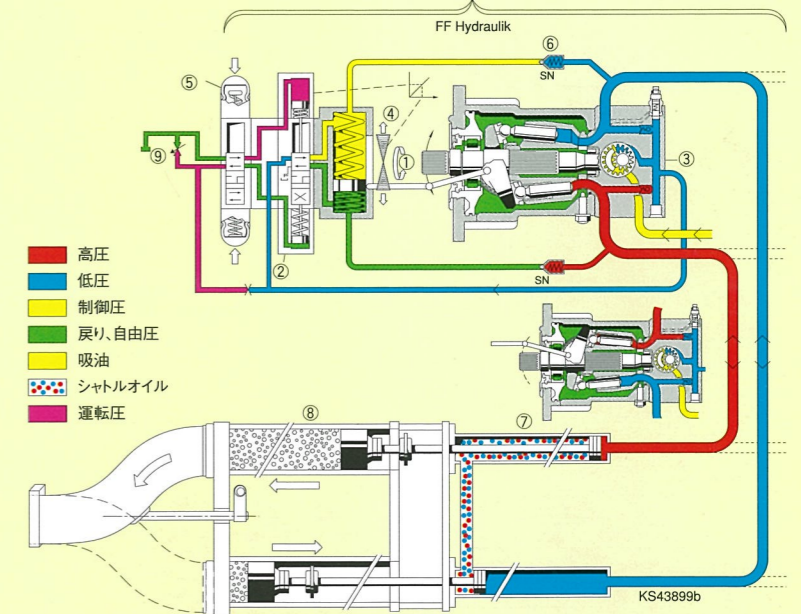 FF Hydraulik
⑥
SN
⑤
④
①
③
⑨
②
SN
高圧
低圧
制御圧
戻り、自由圧
吸油
シャトルオイル
運転圧
⑧
⑦
KS43899b